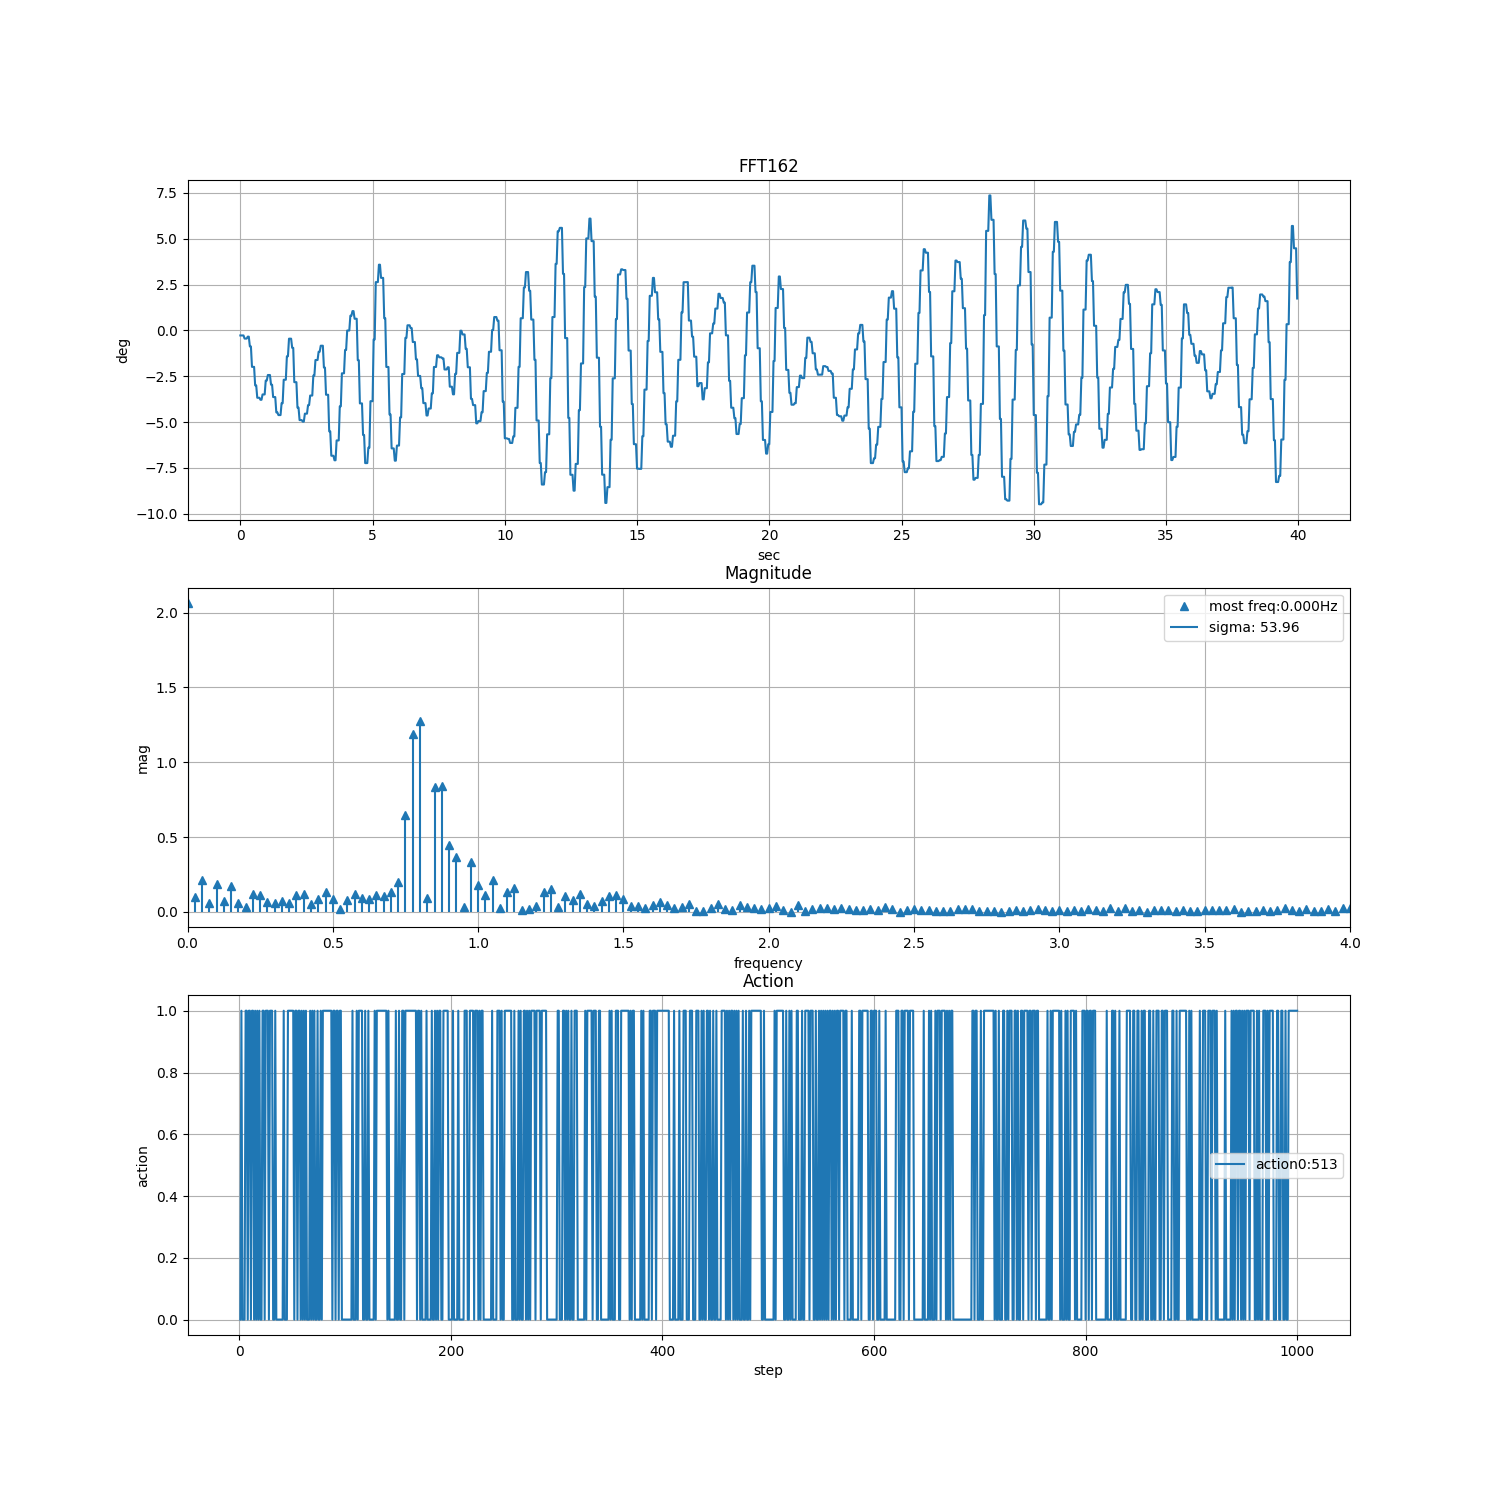 FFT162
7.5
5.0
2.5
0.0
−2.5
−5.0
−7.5
−10.0
deg
0 5 10 15 20 25 30 35 40
sec
Magnitude
2.0
1.5
1.0
0.5
0.0
mag
most freq:0.000Hz
sigma: 53.96
0.0 0.5 1.0 1.5 2.0 2.5 3.0 3.5 4.0
frequency
Action
1.0
0.8
0.6
0.4
0.2
0.0
action
action0:513
0 200 400 600 800 1000
step